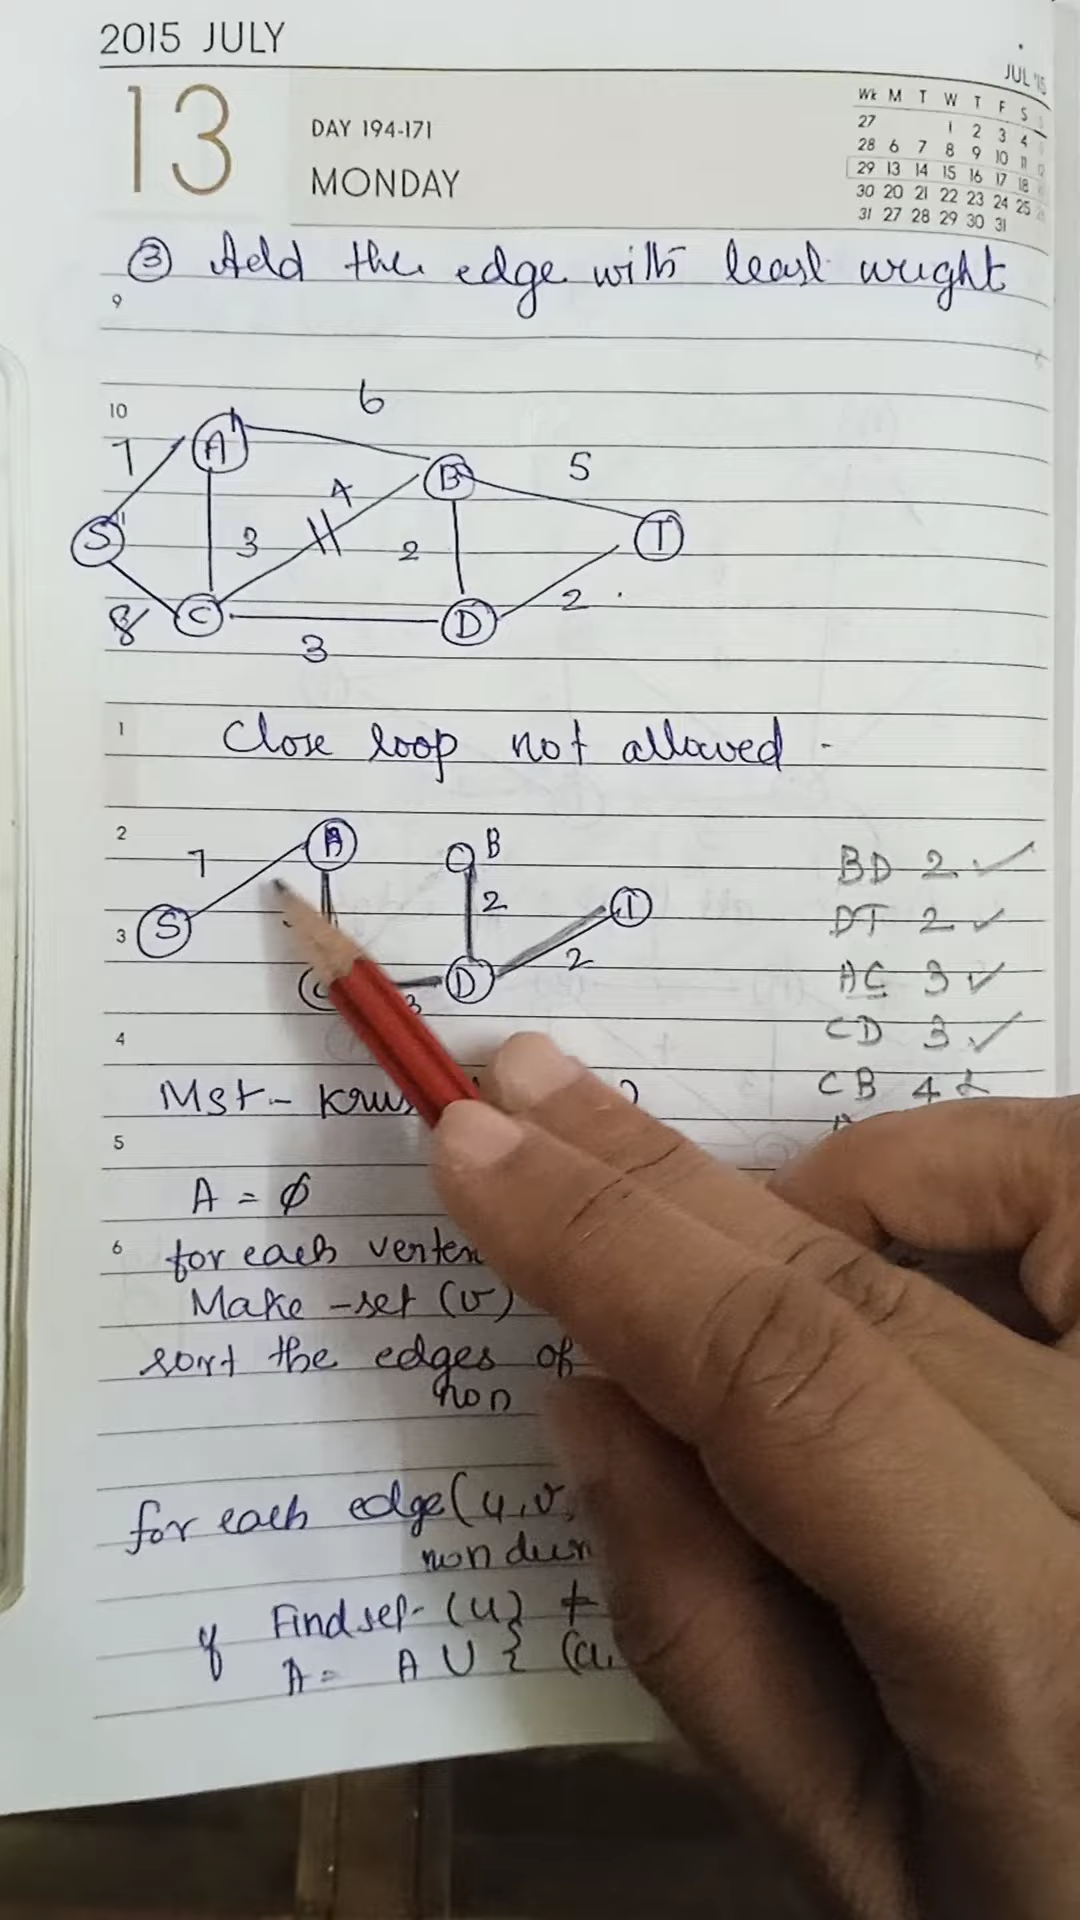 2015 JULY
13
DAY 194-171
MONDAY
JUL '15
Wk M T W T F S
27 1 2 3 4
28 6 7 8 9 10 11
29 13 14 15 16 17 18
30 20 21 22 23 24 25
31 27 28 29 30 31
③ Add the edge with least wright
9
10
6
7 A
B 5
4
S 3 2 T
8 C D 2
3
1
Close loop not allowed -
2
7 A B
S 2 T
3
C 3 D 2
BD 2 ✓
DT 2 ✓
AC 3 ✓
CD 3 ✓
CB 4
4
Mst -
5
A = ∅
6
for each
Make -set (v)
sort the edges of
non
for each edge(u,v,
non
if Findset- (u) ≠
A = A ∪ {